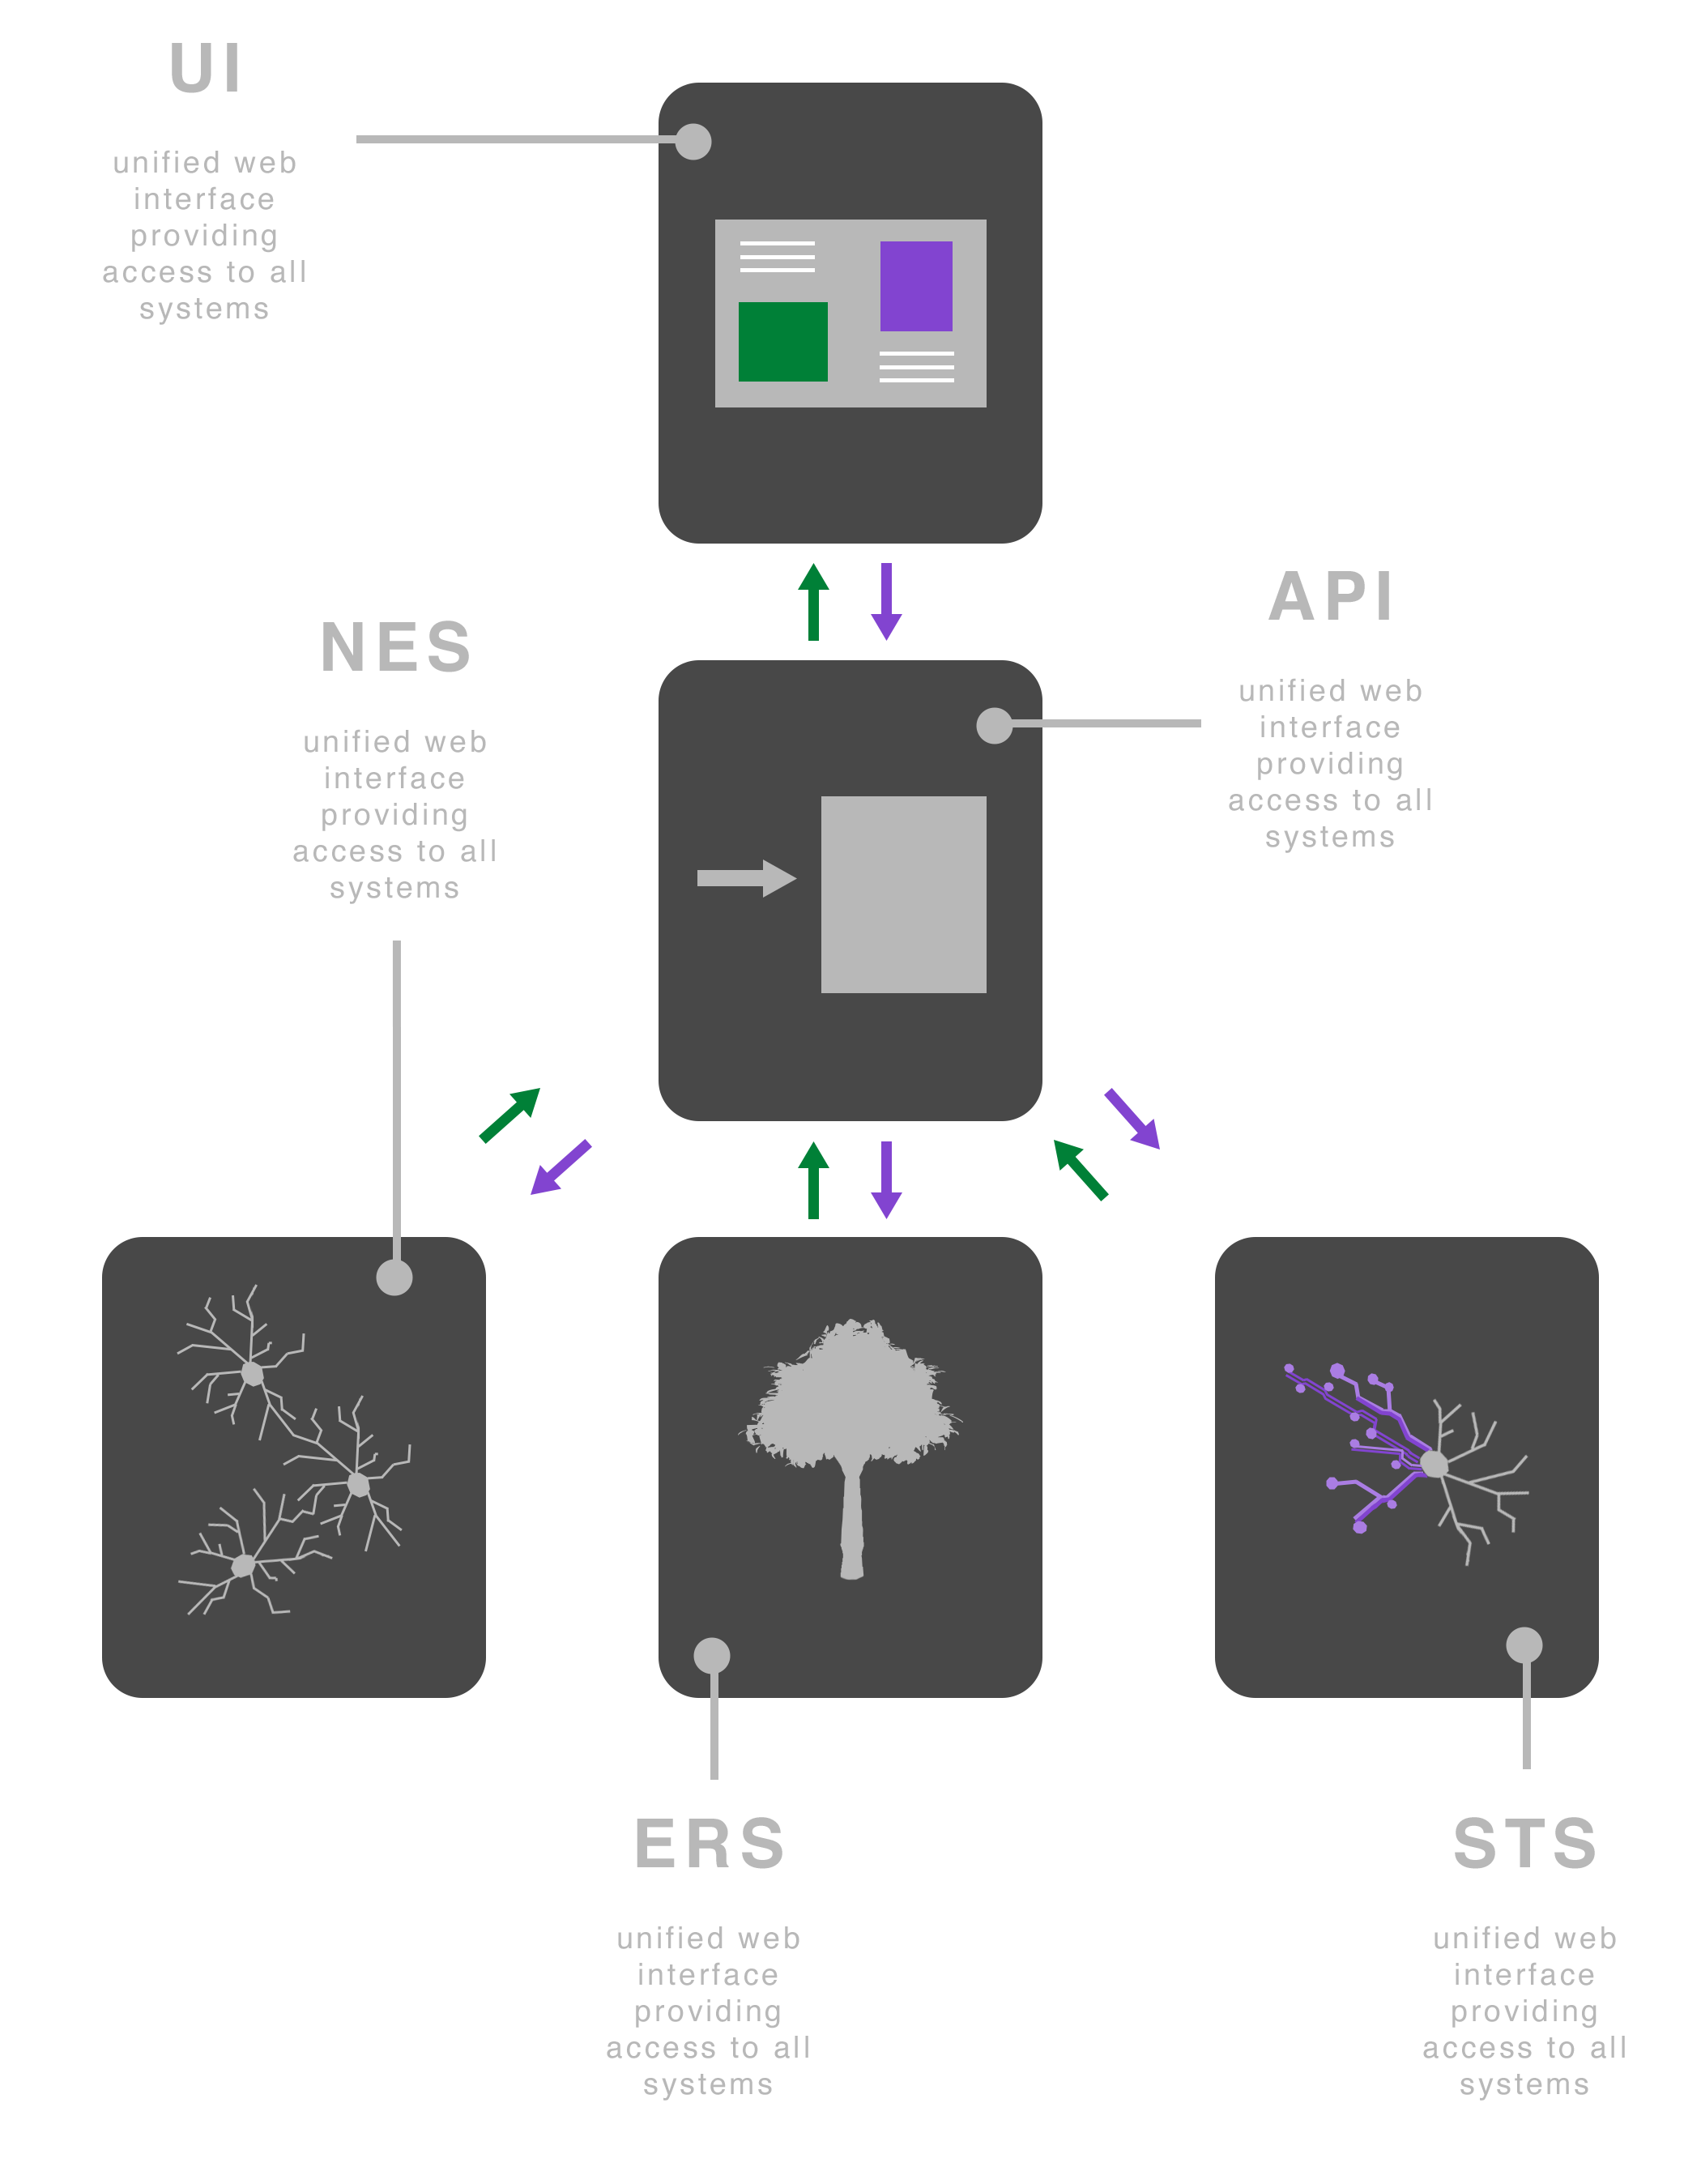 UI
unified web
interface
providing
access to all
systems
NES
unified web
interface
providing
access to all
systems
API
unified web
interface
providing
access to all
systems
ERS
unified web
interface
providing
access to all
systems
STS
unified web
interface
providing
access to all
systems